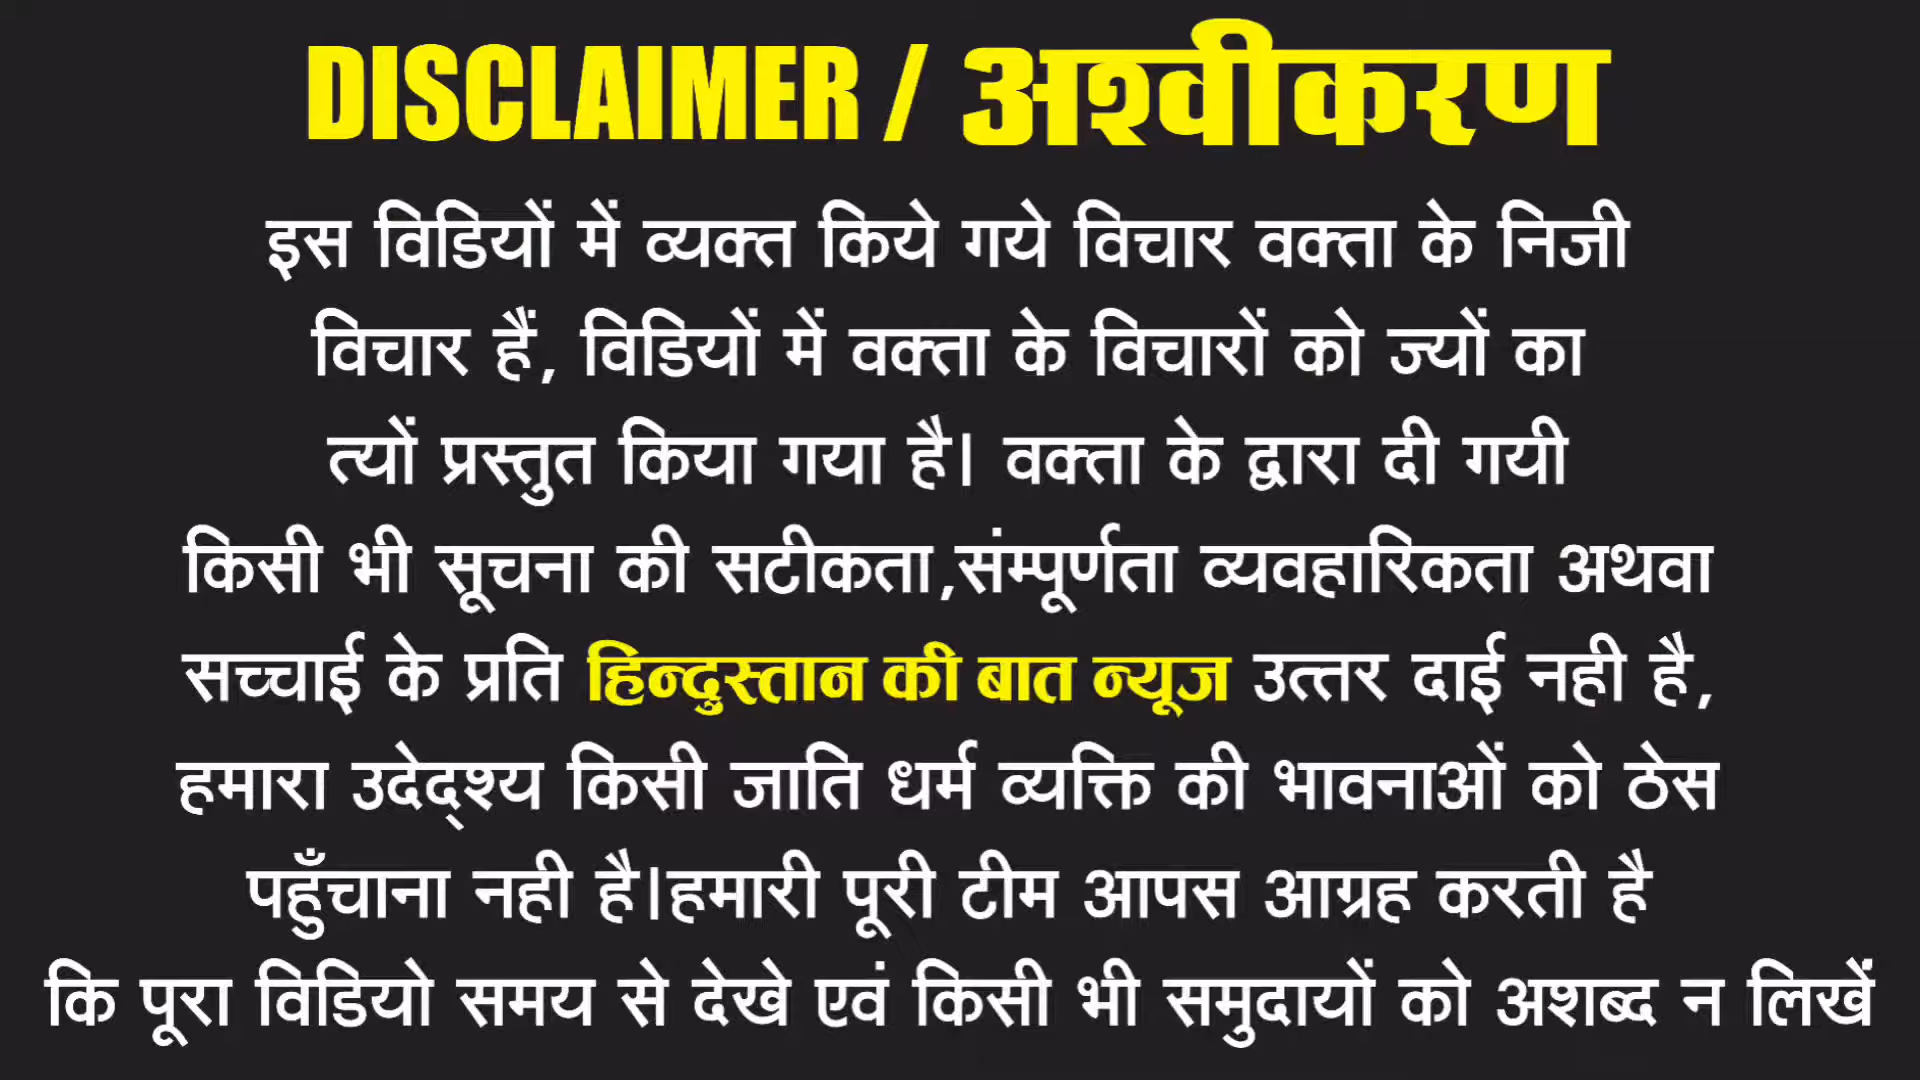 DISCLAIMER / अश्वीकरण
इस विडियों में व्यक्त किये गये विचार वक्ता के निजी
विचार हैं, विडियों में वक्ता के विचारों को ज्यों का
त्यों प्रस्तुत किया गया है। वक्ता के द्वारा दी गयी
किसी भी सूचना की सटीकता,संम्पूर्णता व्यवहारिकता अथवा
सच्चाई के प्रति हिन्दुस्तान की बात न्यूज उत्तर दाई नही है,
हमारा उदेद्श्य किसी जाति धर्म व्यक्ति की भावनाओं को ठेस
पहुँचाना नही है।हमारी पूरी टीम आपस आग्रह करती है
कि पूरा विडियो समय से देखे एवं किसी भी समुदायों को अशब्द न लिखें